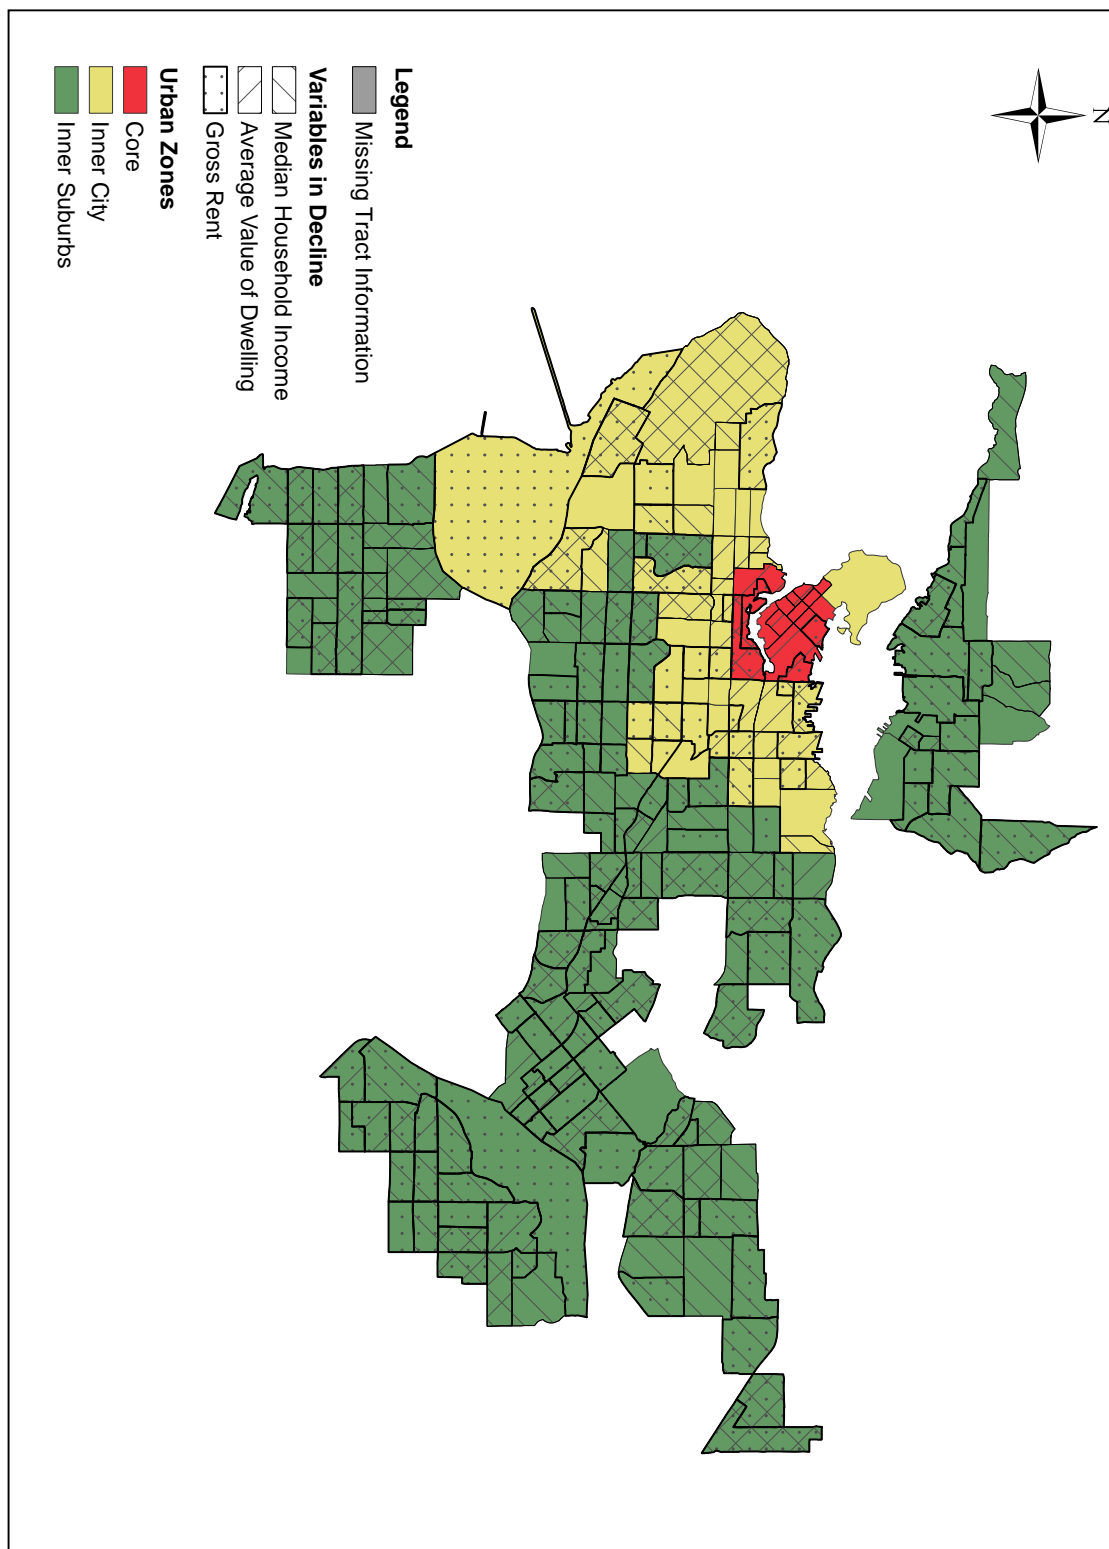 N
Legend
Missing Tract Information
Variables in Decline
Median Household Income
Average Value of Dwelling
Gross Rent
Urban Zones
Core
Inner City
Inner Suburbs